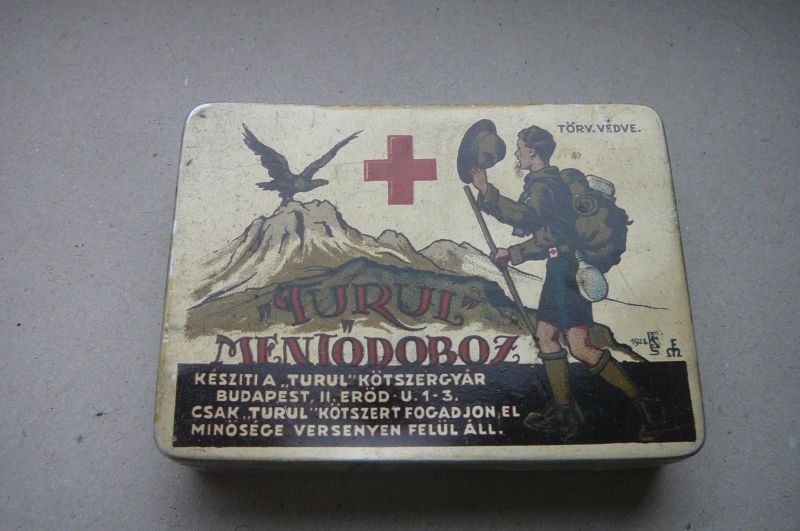 TÖRV. VÉDVE.
„TURUL”
MENTŐDOBOZ
KÉSZITI A „TURUL” KÖTSZERGYÁR
BUDAPEST, II. ERŐD-U. 1-3.
CSAK „TURUL” KÖTSZERT FOGADJON EL
MINŐSÉGE VERSENYEN FELÜL ÁLL.